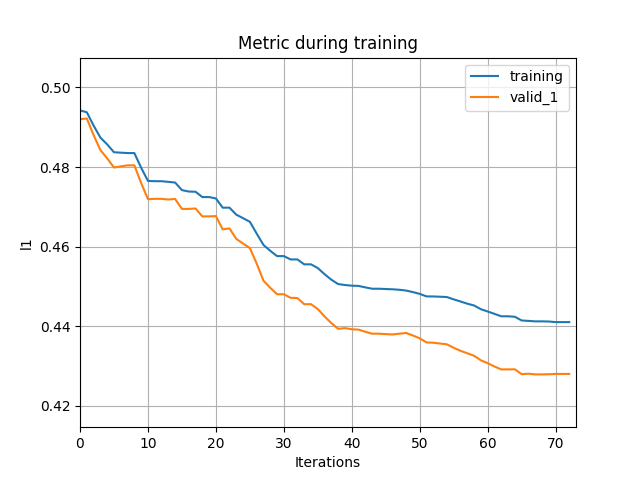 Metric during training
training
valid_1
0.50
0.48
0.46
0.44
0.42
l1
0 10 20 30 40 50 60 70
Iterations